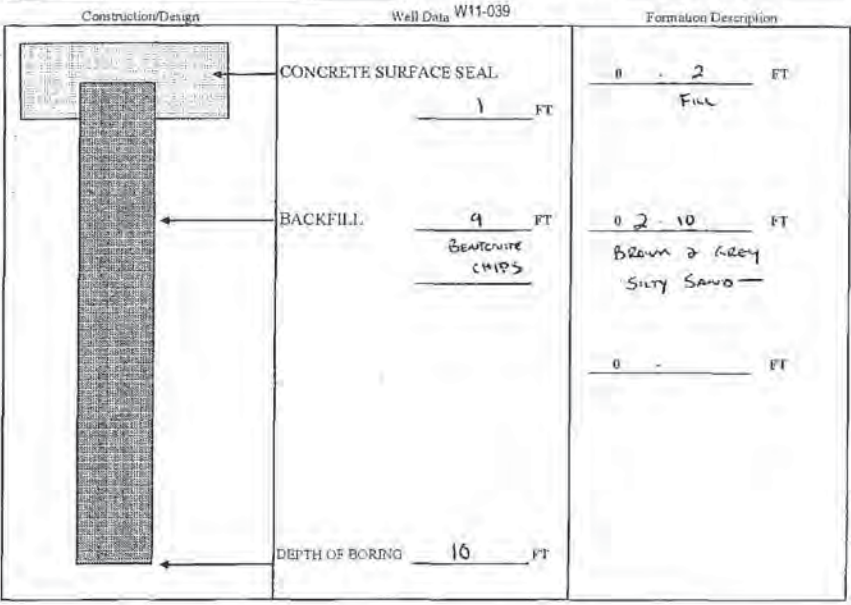 Construction/Design
Well Data W11-039
Formation Description
CONCRETE SURFACE SEAL
1 FT
0 - 2 FT
FILL
BACKFILL
9 FT
BENTONITE
CHIPS
0 2 - 10 FT
BROWN & GREY
SILTY SAND
0 - FT
DEPTH OF BORING 10 FT